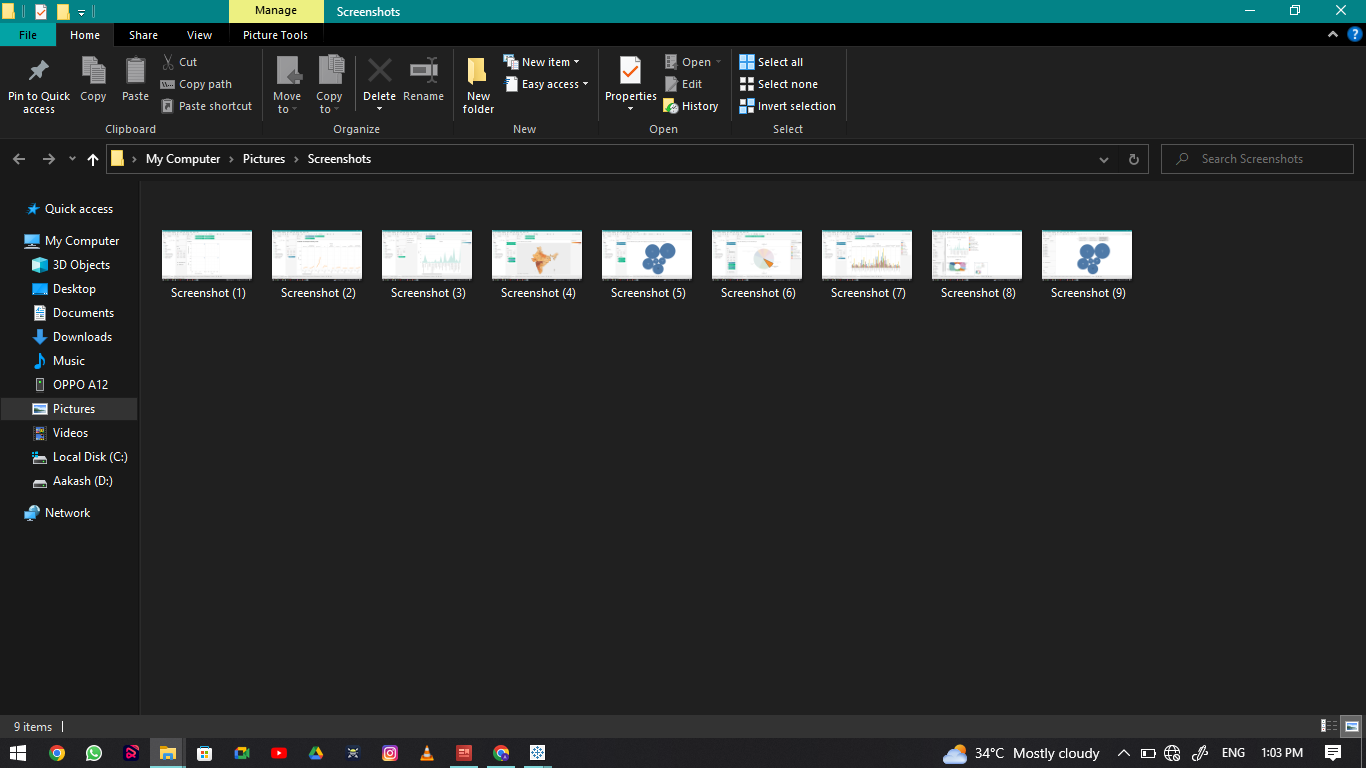 Manage
Screenshots
File
Home
Share
View
Picture Tools
Pin to Quick access
Copy
Paste
Cut
Copy path
Paste shortcut
Clipboard
Move to
Copy to
Delete
Rename
Organize
New folder
New item
Easy access
New
Properties
Open
Edit
History
Open
Select all
Select none
Invert selection
Select
My Computer › Pictures › Screenshots
Search Screenshots
Quick access
My Computer
3D Objects
Desktop
Documents
Downloads
Music
OPPO A12
Pictures
Videos
Local Disk (C:)
Aakash (D:)
Network
Screenshot (1)
Screenshot (2)
Screenshot (3)
Screenshot (4)
Screenshot (5)
Screenshot (6)
Screenshot (7)
Screenshot (8)
Screenshot (9)
9 items
34°C Mostly cloudy
ENG
1:03 PM